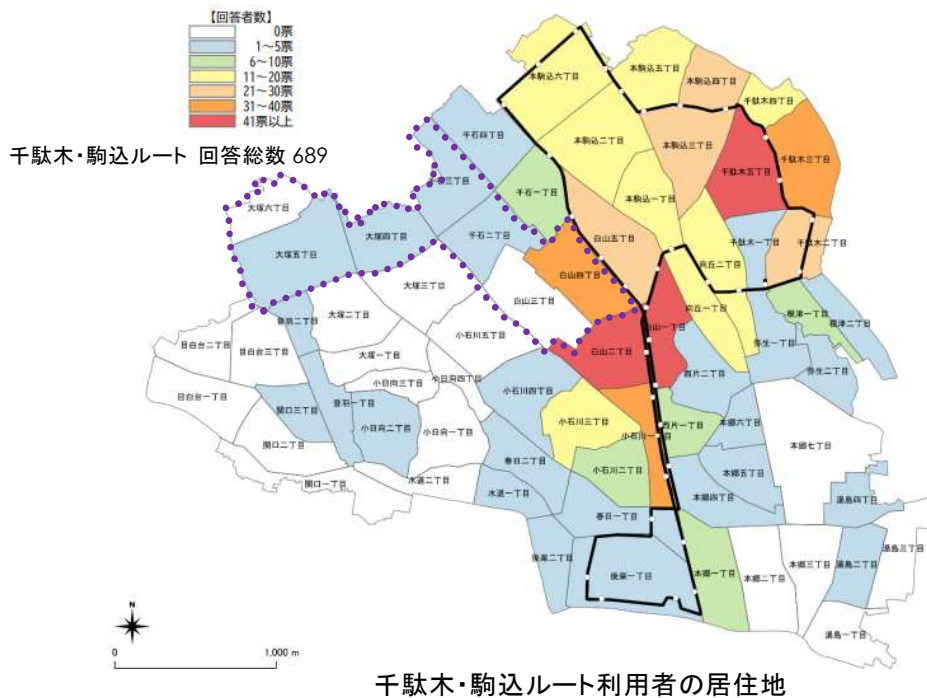 【回答者数】
0票
1～5票
6～10票
11～20票
21～30票
31～40票
41票以上
千駄木・駒込ルート 回答総数 689
本駒込六丁目
本駒込五丁目
本駒込四丁目
千駄木四丁目
千石四丁目
本駒込二丁目
本駒込三丁目
千駄木三丁目
千駄木五丁目
三丁目
千石一丁目
本駒込一丁目
大塚六丁目
大塚四丁目
千石二丁目
白山五丁目
千駄木一丁目
千駄木二丁目
大塚五丁目
向丘二丁目
白山四丁目
大塚三丁目
白山三丁目
向丘一丁目
根津一丁目
根津二丁目
音羽二丁目
大塚二丁目
小石川五丁目
白山一丁目
弥生一丁目
目白台二丁目
目白台三丁目
大塚一丁目
白山二丁目
西片二丁目
弥生二丁目
小日向三丁目
小日向四丁目
目白台一丁目
関口三丁目
音羽一丁目
小石川四丁目
小日向二丁目
小日向一丁目
小石川三丁目
小石川一丁目
西片一丁目
本郷六丁目
関口二丁目
本郷七丁目
春日二丁目
小石川二丁目
本郷五丁目
関口一丁目
水道二丁目
水道一丁目
本郷四丁目
湯島四丁目
春日一丁目
後楽二丁目
後楽一丁目
本郷一丁目
本郷二丁目
本郷三丁目
湯島二丁目
湯島三丁目
湯島一丁目
N
0
1,000 m
千駄木・駒込ルート利用者の居住地